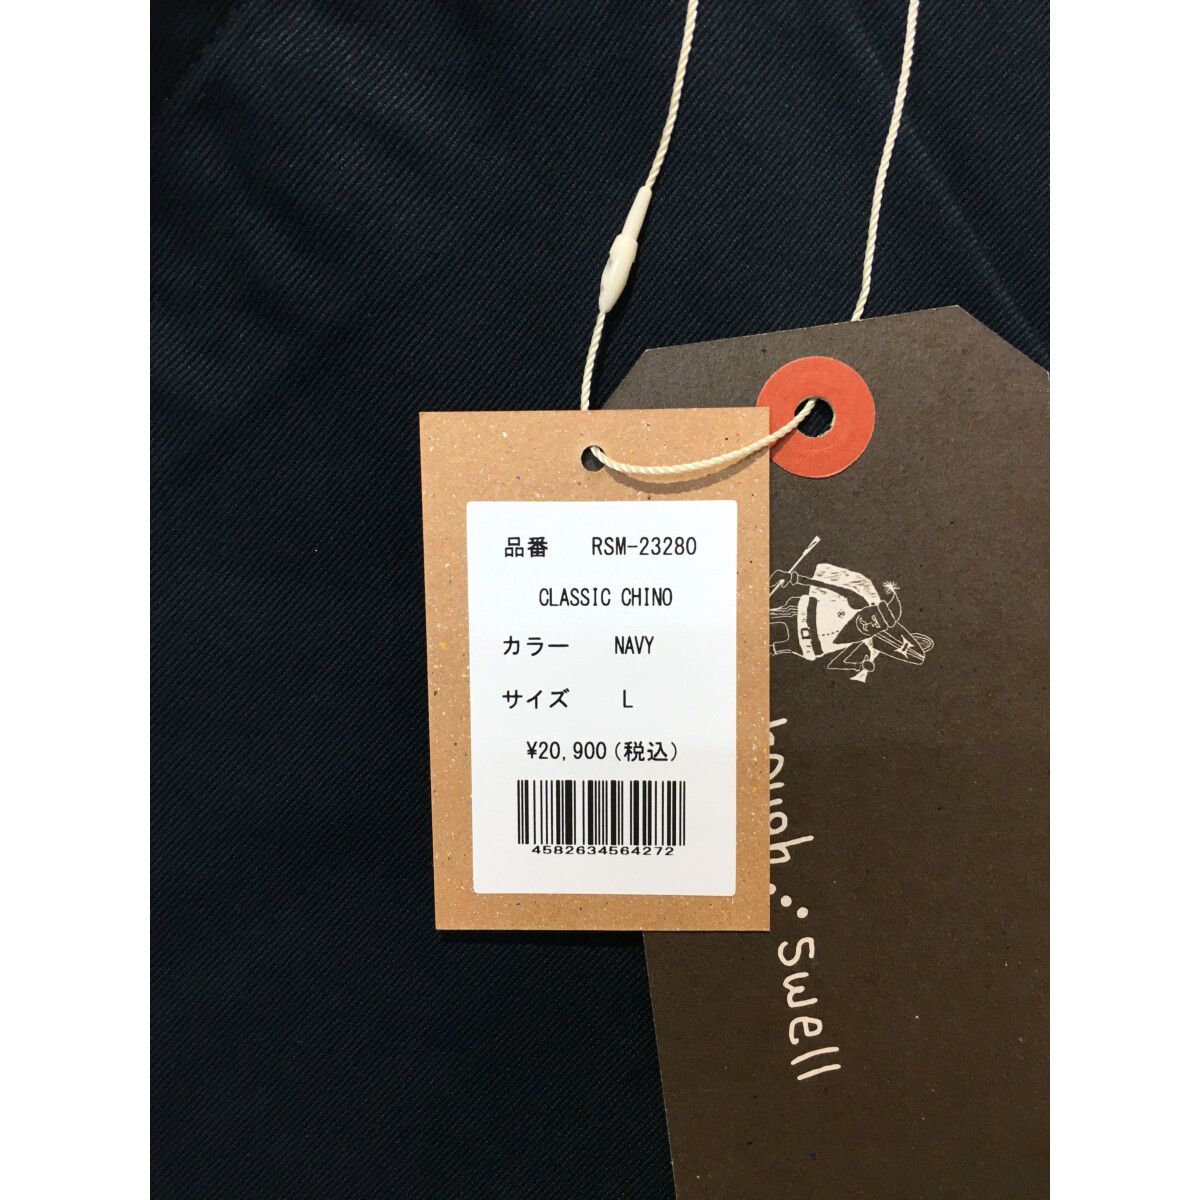 品番 RSM-23280
CLASSIC CHINO
カラー NAVY
サイズ L
¥20,900(税込)
4582634564272
rough.:swell